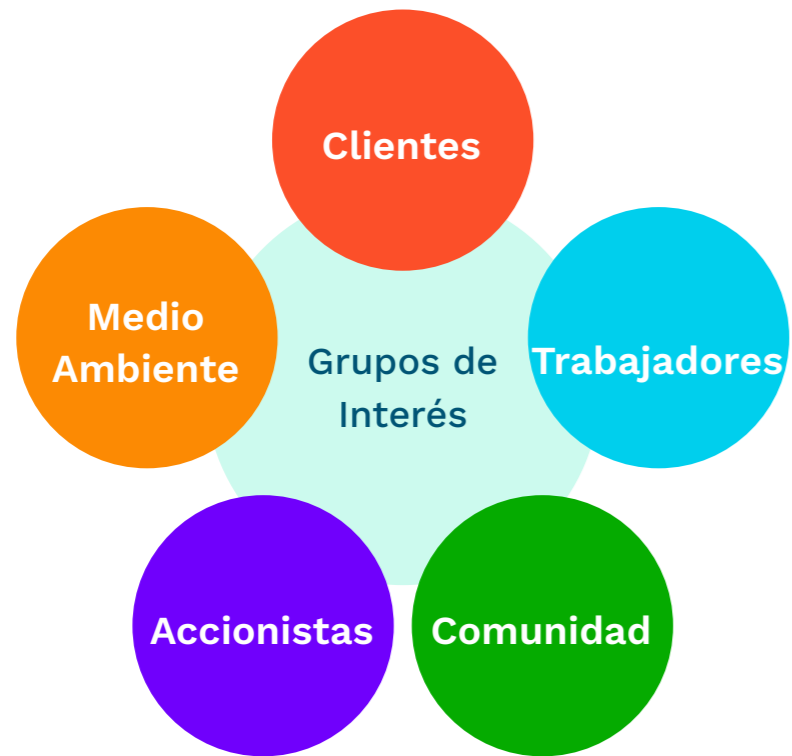 Clientes
Medio
Ambiente
Grupos de
Interés
Trabajadores
Accionistas
Comunidad